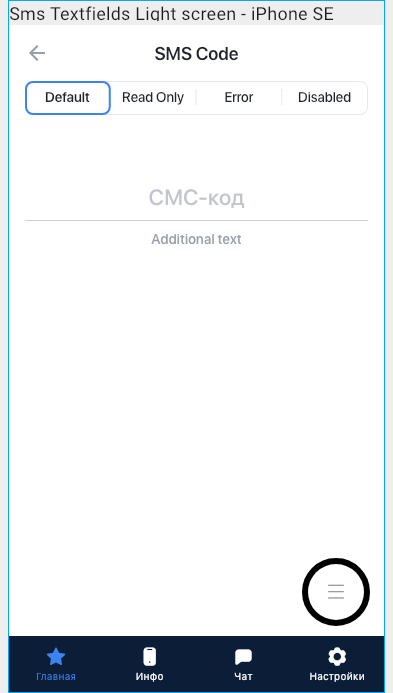 Sms Textfields Light screen - iPhone SE
SMS Code
Default Read Only Error Disabled
СМС-код
Additional text
Главная Инфо Чат Настройки